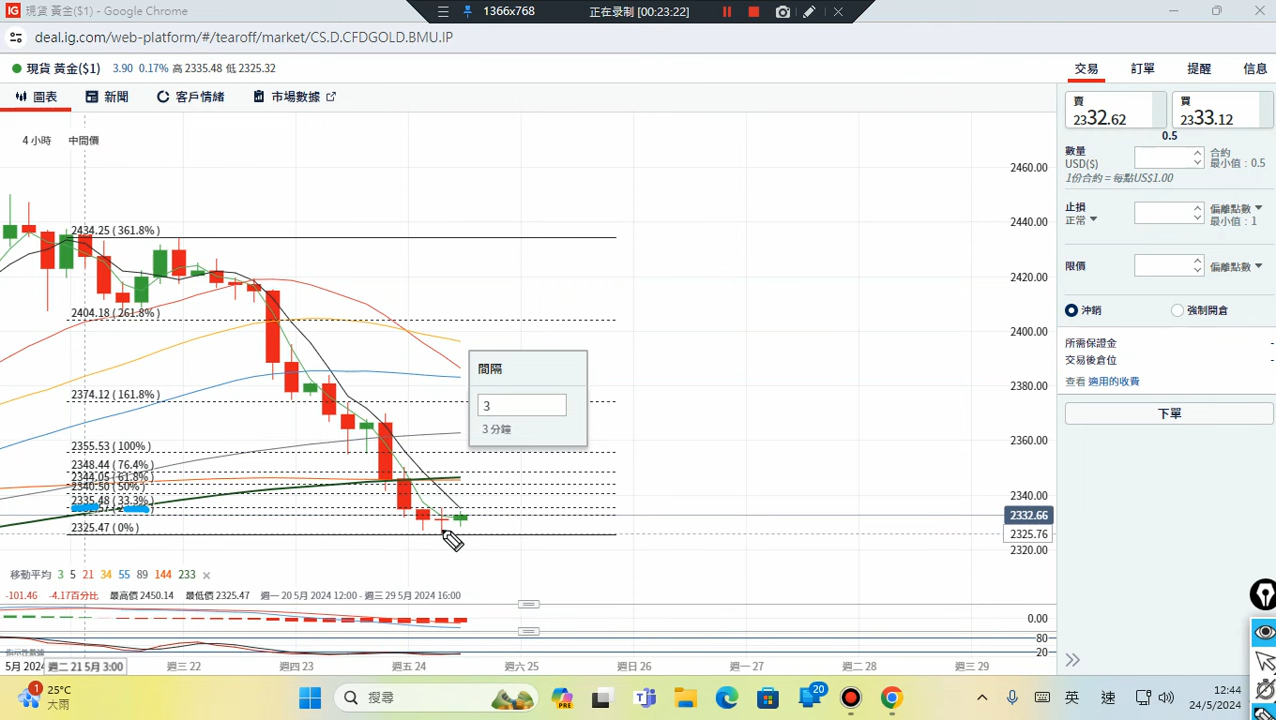 現貨 黃金($1) - Google Chrome
1366x768
正在录制 [00:23:22]
deal.ig.com/web-platform/#/tearoff/market/CS.D.CFDGOLD.BMU.IP
現貨 黃金($1) 3.90 0.17% 高 2335.48 低 2325.32
交易 訂單 提醒 信息
圖表 新聞 客戶情緒 市場數據
賣 2332.62
買 2333.12
0.5
4 小時 中間價
數量 USD($)
合約 最小值 : 0.5
1份合約 = 每點US$1.00
止損 正常
偏離點數 最小值 : 1
限價
偏離點數
沖銷 強制開倉
所需保證金 -
交易後倉位 -
查看 適用的收費
下單
2460.00
2440.00
2420.00
2400.00
2380.00
2360.00
2340.00
2332.66
2325.76
2320.00
2434.25 (361.8% )
2404.18 (261.8% )
2374.12 (161.8% )
2355.53 (100% )
2348.44 (76.4% )
2344.05 (61.8% )
2340.50 (50% )
2335.48 (33.3% )
2325.47 (0% )
間隔
3
3 分鐘
移動平均 3 5 21 34 55 89 144 233
-101.46 -4.17百分比 最高價 2450.14 最低價 2325.47 週一 20 5月 2024 12:00 - 週三 29 5月 2024 16:00
0.00
80
20
5月 2024 週二 21 5月 3:00 週三 22 週四 23 週五 24 週六 25 週日 26 週一 27 週二 28 週三 29
1
25°C
大雨
搜尋
PRE
20
英
速
12:44
24/5/2024